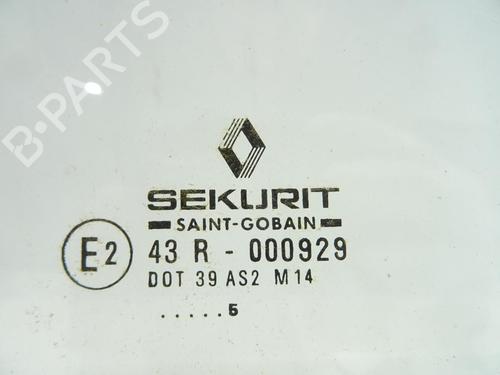 B-PARTS
SEKURIT
SAINT-GOBAIN
E2
43 R - 000929
DOT 39 AS2 M14
.....5